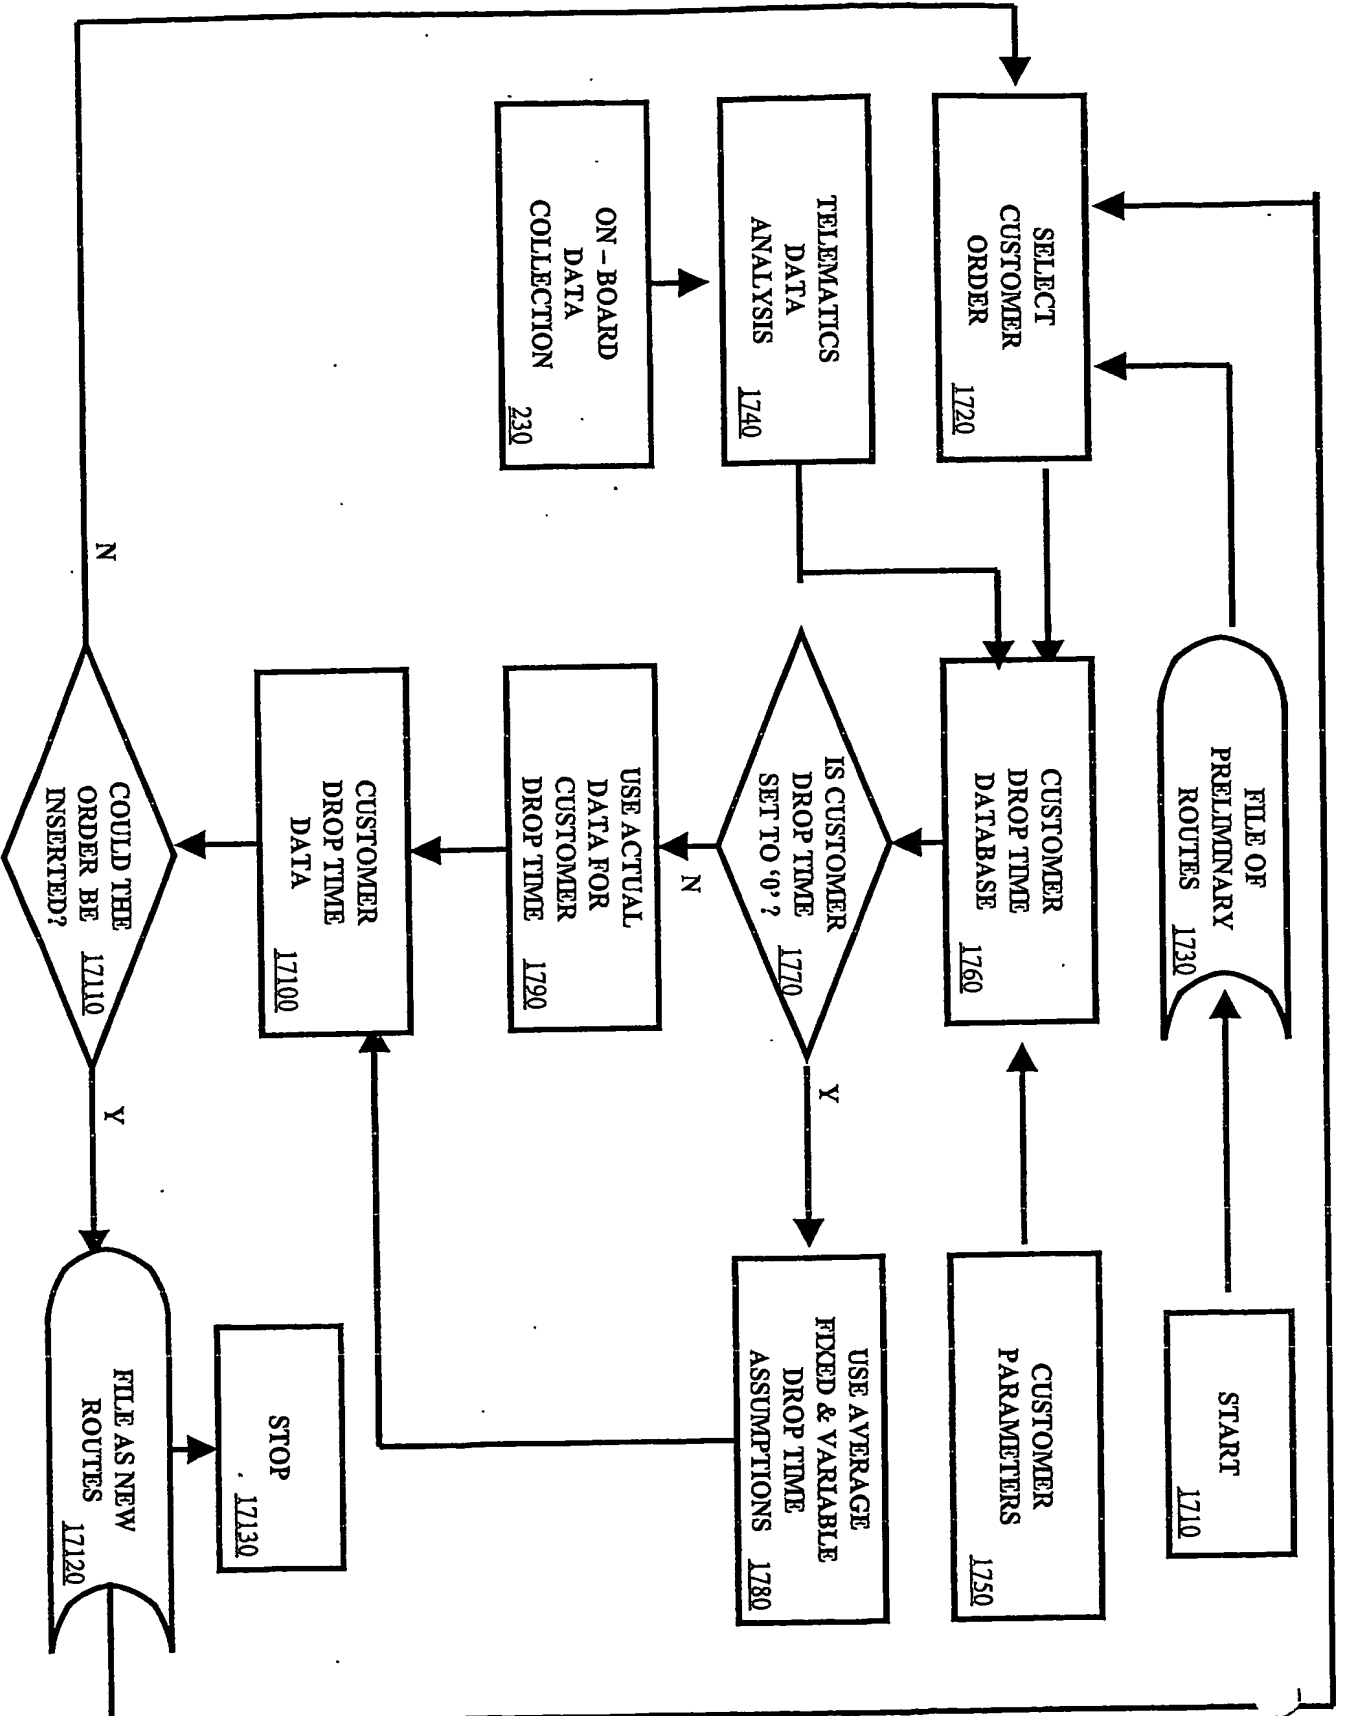 START
1710
FILE OF
PRELIMINARY
ROUTES
1730
SELECT
CUSTOMER
ORDER
1720
CUSTOMER
DROP TIME
DATABASE
1760
CUSTOMER
PARAMETERS
1750
TELEMATICS
DATA
ANALYSIS
1740
IS CUSTOMER
DROP TIME
SET TO '0' ?
1770
Y
N
USE AVERAGE
FIXED & VARIABLE
DROP TIME
ASSUMPTIONS
1780
ON – BOARD
DATA
COLLECTION
230
USE ACTUAL
DATA FOR
CUSTOMER
DROP TIME
1790
CUSTOMER
DROP TIME
DATA
17100
STOP
17130
N
COULD THE
ORDER BE
INSERTED?
17110
Y
FILE AS NEW
ROUTES
17120